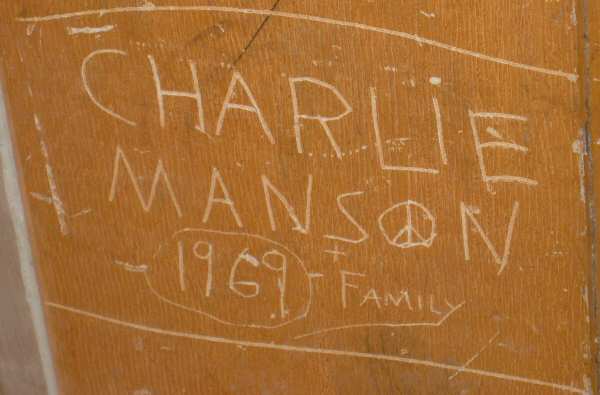 CHARLIE
MANSON
1969 + FAMILY